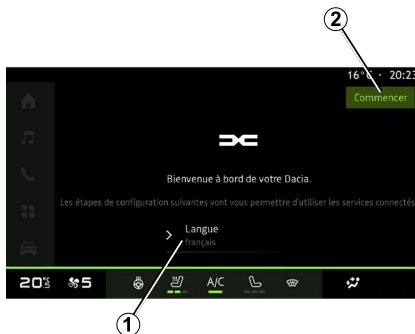 2
16°C · 20:23
Commencer
Bienvenue à bord de votre Dacia.
Les étapes de configuration suivantes vont vous permettre d'utiliser les services connectés
Langue
français
20°5
5
A/C
1